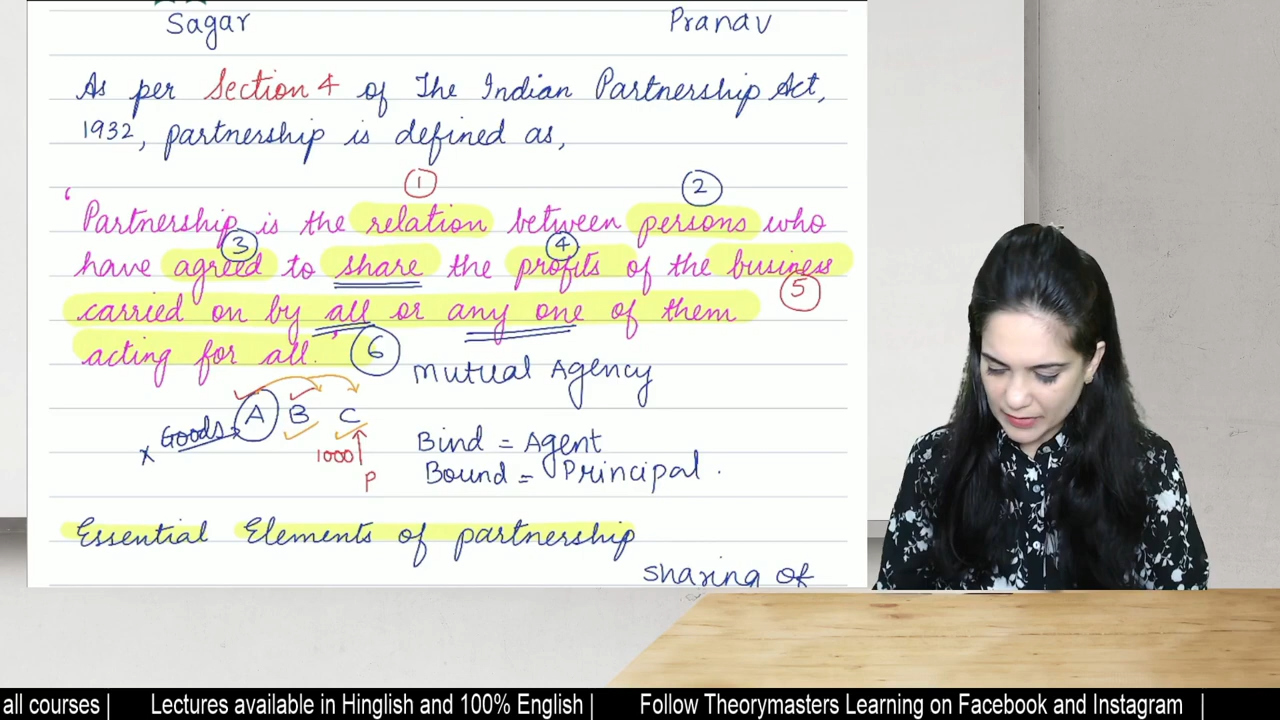 Sagar Pranav
As per Section 4 of The Indian Partnership Act,
1932, partnership is defined as,
① ②
'Partnership is the relation between persons who
③ ④
have agreed to share the profits of the business
⑤
carried on by all or any one of them
acting for all.' ⑥ Mutual Agency
x Goods A B C
1000 P
Bind = Agent
Bound = Principal.
Essential Elements of partnership
sharing of
all courses | Lectures available in Hinglish and 100% English | Follow Theorymasters Learning on Facebook and Instagram |